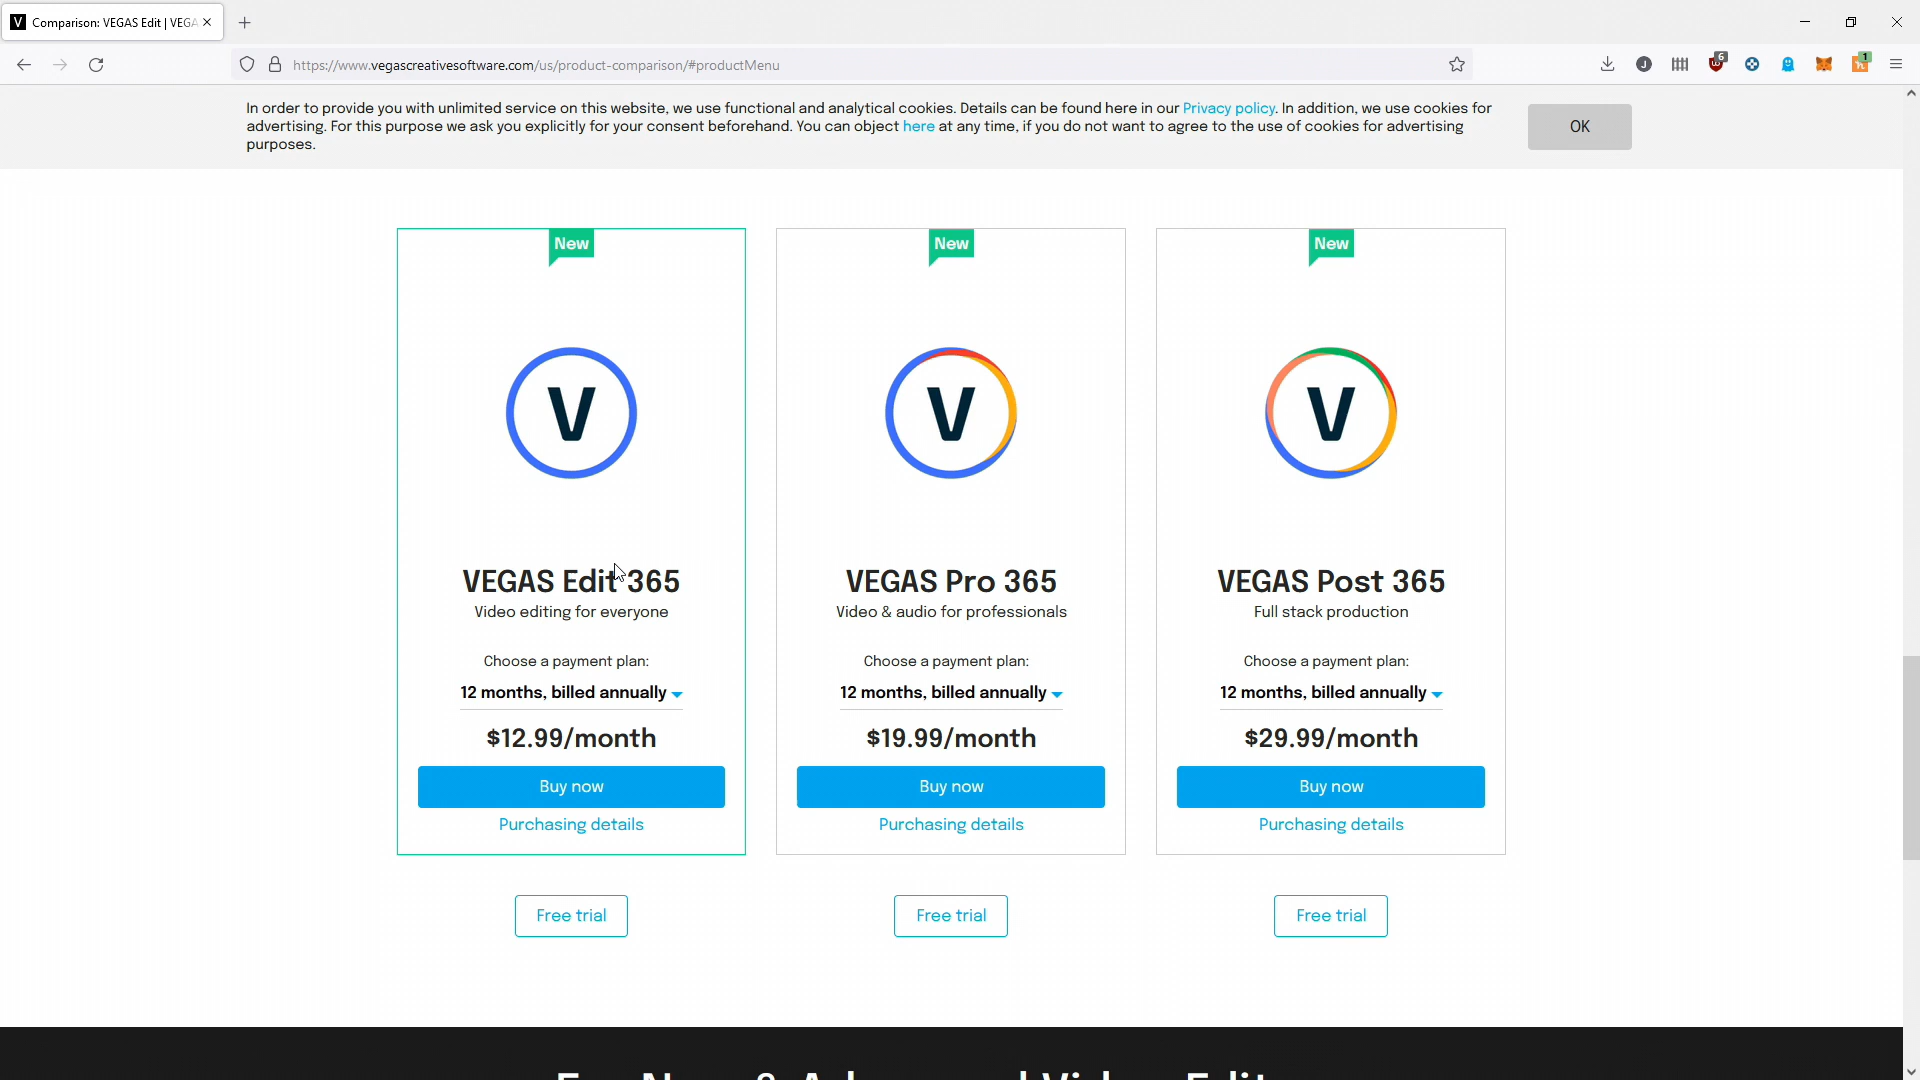 V Comparison: VEGAS Edit | VEGA
https://www.vegascreativesoftware.com/us/product-comparison/#productMenu
J
6
1
In order to provide you with unlimited service on this website, we use functional and analytical cookies. Details can be found here in our Privacy policy. In addition, we use cookies for
advertising. For this purpose we ask you explicitly for your consent beforehand. You can object here at any time, if you do not want to agree to the use of cookies for advertising
purposes.
OK
New
New
New
V
V
V
VEGAS Edit 365
Video editing for everyone
Choose a payment plan:
12 months, billed annually
$12.99/month
Buy now
Purchasing details
Free trial
VEGAS Pro 365
Video & audio for professionals
Choose a payment plan:
12 months, billed annually
$19.99/month
Buy now
Purchasing details
Free trial
VEGAS Post 365
Full stack production
Choose a payment plan:
12 months, billed annually
$29.99/month
Buy now
Purchasing details
Free trial